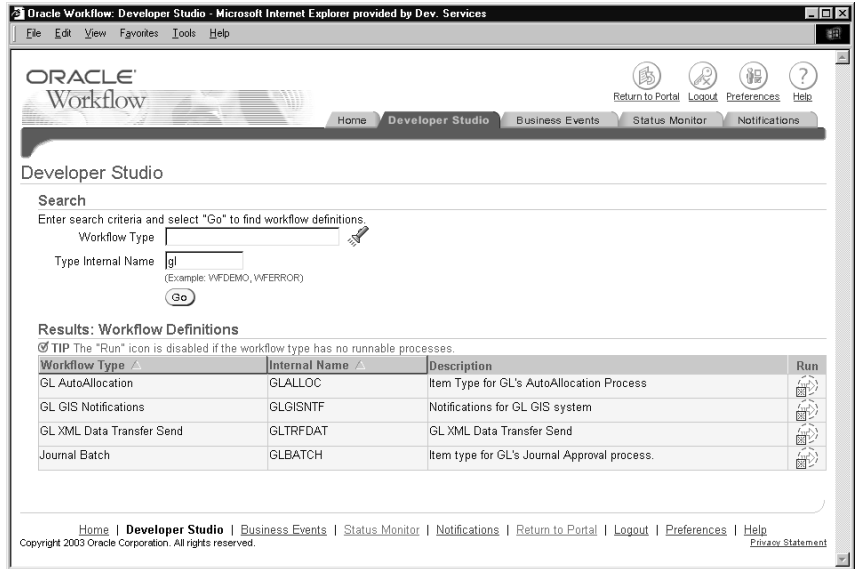 Oracle Workflow: Developer Studio - Microsoft Internet Explorer provided by Dev. Services
File Edit View Favorites Tools Help
ORACLE
Workflow
Return to Portal Logout Preferences Help
Home Developer Studio Business Events Status Monitor Notifications
Developer Studio
Search
Enter search criteria and select "Go" to find workflow definitions.
Workflow Type
Type Internal Name gl
(Example: WFDEMO, WFERROR)
Go
Results: Workflow Definitions
TIP The "Run" icon is disabled if the workflow type has no runnable processes.
Workflow Type Internal Name Description Run
GL AutoAllocation GLALLOC Item Type for GL's AutoAllocation Process
GL GIS Notifications GLGISNTF Notifications for GL GIS system
GL XML Data Transfer Send GLTRFDAT GL XML Data Transfer Send
Journal Batch GLBATCH Item type for GL's Journal Approval process.
Home | Developer Studio | Business Events | Status Monitor | Notifications | Return to Portal | Logout | Preferences | Help
Copyright 2003 Oracle Corporation. All rights reserved. Privacy Statement